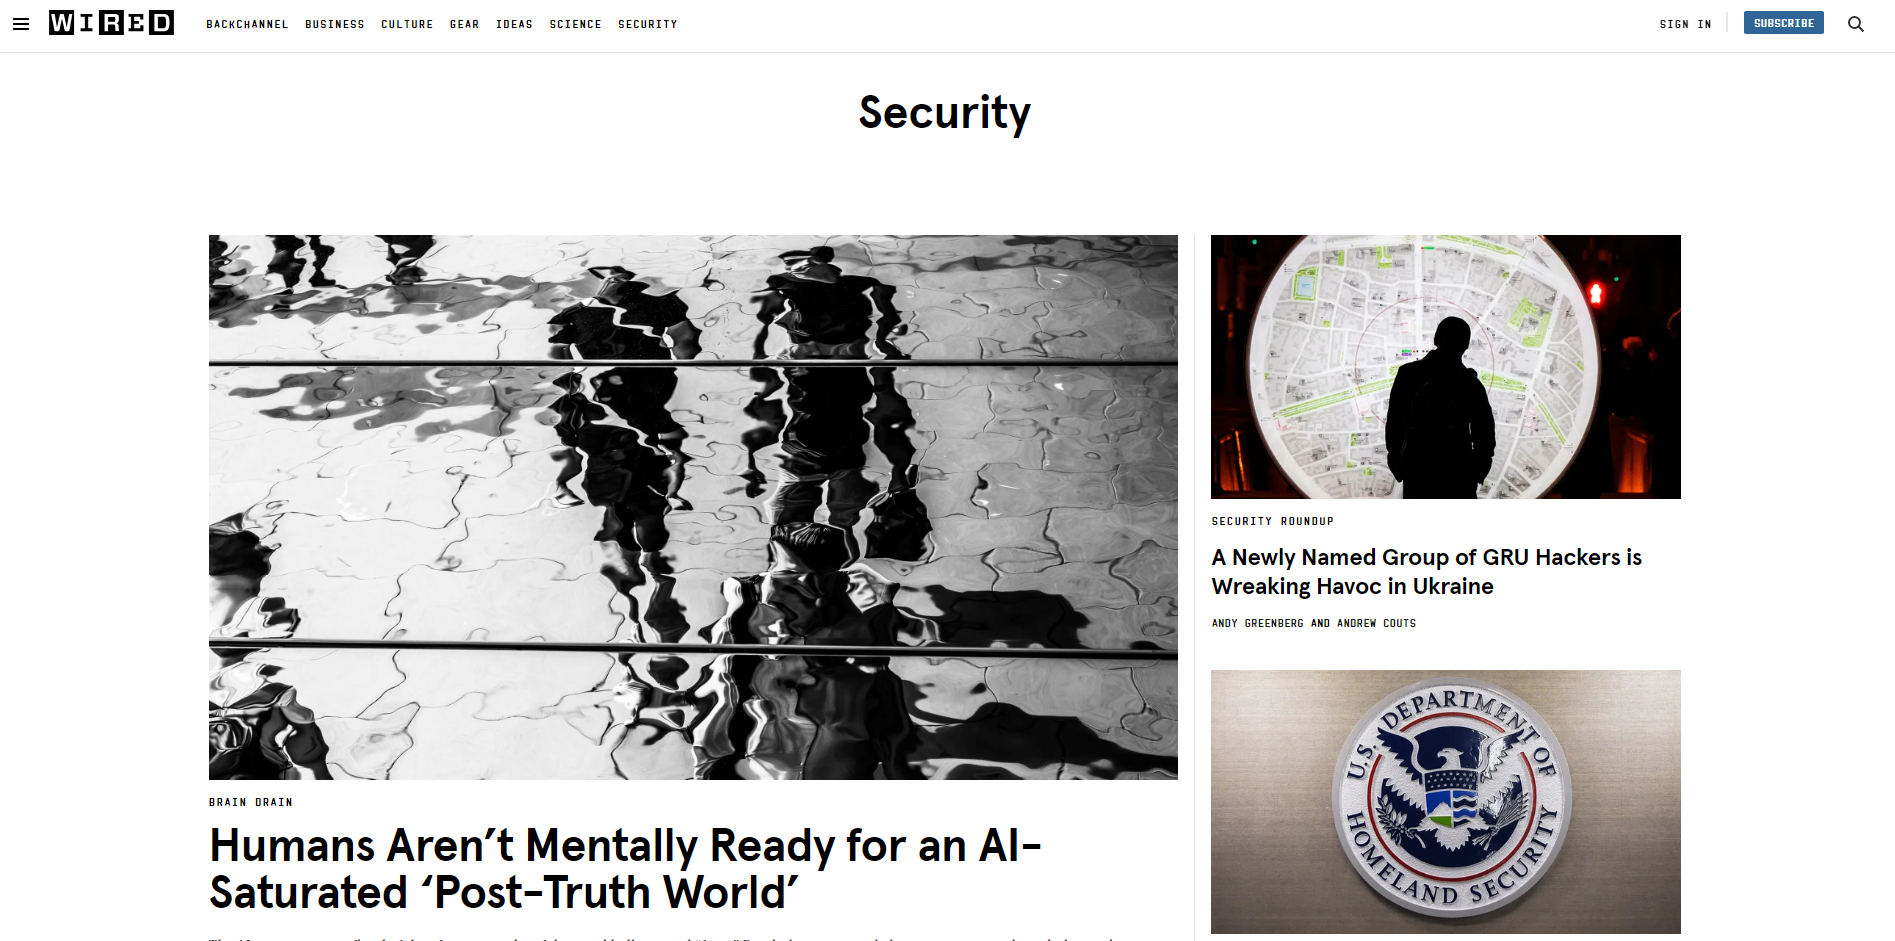 WIRED
BACKCHANNEL BUSINESS CULTURE GEAR IDEAS SCIENCE SECURITY
SIGN IN
SUBSCRIBE
Security
BRAIN DRAIN
Humans Aren’t Mentally Ready for an AI-
Saturated ‘Post-Truth World’
SECURITY ROUNDUP
A Newly Named Group of GRU Hackers is
Wreaking Havoc in Ukraine
ANDY GREENBERG AND ANDREW COUTS
U.S. DEPARTMENT OF
HOMELAND SECURITY